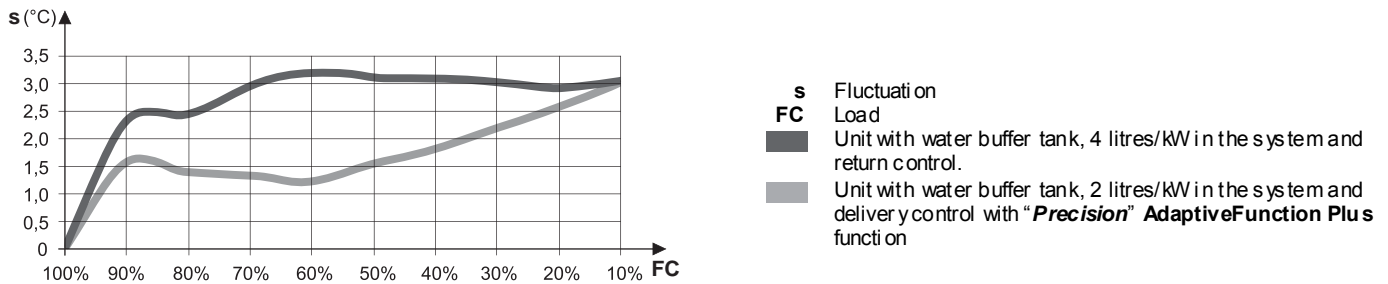 s (°C)
3,5
3,0
2,5
2,0
1,5
1,0
0,5
0
100% 90% 80% 70% 60% 50% 40% 30% 20% 10% FC
s Fluctuation
FC Load
Unit with water buffer tank, 4 litres/kW in the system and
return control.
Unit with water buffer tank, 2 litres/kW in the system and
delivery control with “Precision” AdaptiveFunction Plus
function